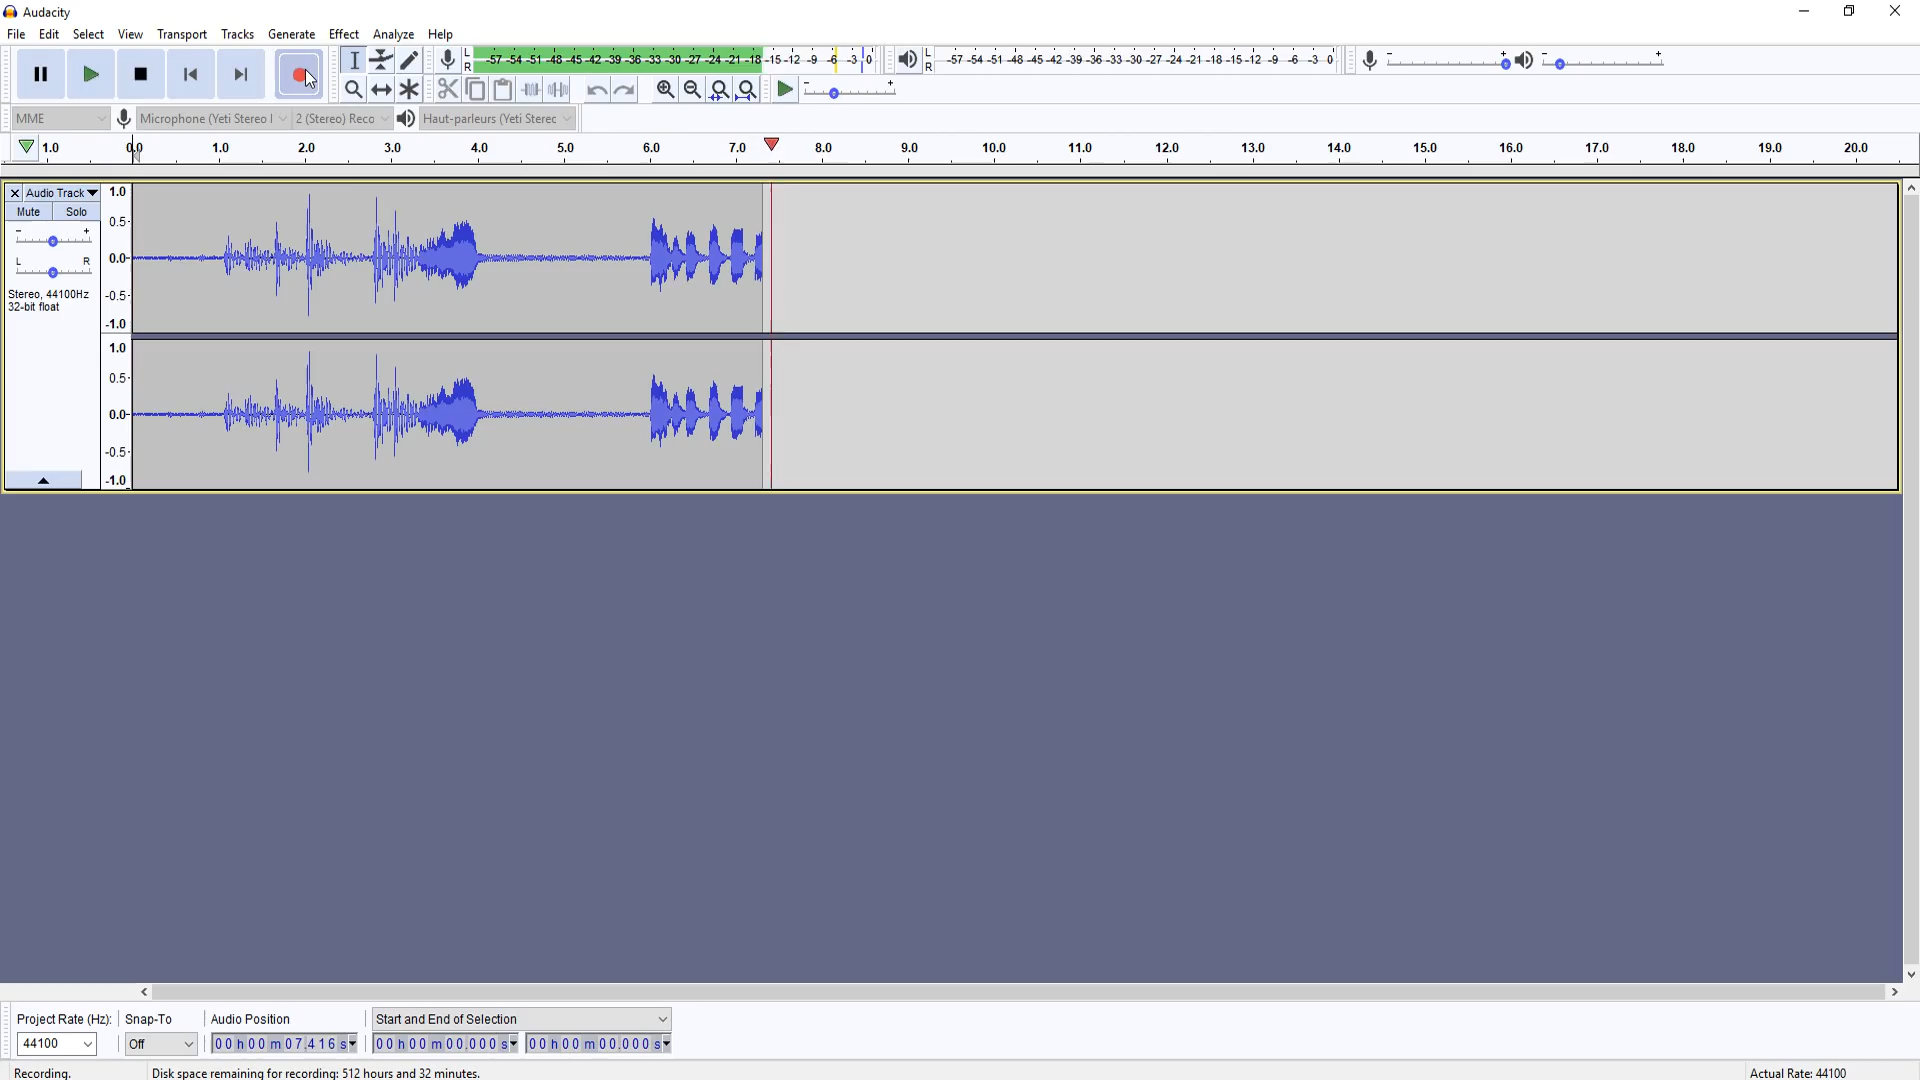 Audacity
File Edit Select View Transport Tracks Generate Effect Analyze Help
L R -57 -54 -51 -48 -45 -42 -39 -36 -33 -30 -27 -24 -21 -18 -15 -12 -9 -6 -3 0 L R -57 -54 -51 -48 -45 -42 -39 -36 -33 -30 -27 -24 -21 -18 -15 -12 -9 -6 -3 0 - + - +
- +
MME Microphone (Yeti Stereo 2 (Stereo) Reco Haut-parleurs (Yeti Sterec
1.0 0.0 1.0 2.0 3.0 4.0 5.0 6.0 7.0 8.0 9.0 10.0 11.0 12.0 13.0 14.0 15.0 16.0 17.0 18.0 19.0 20.0
Audio Track 1.0
Mute Solo 0.5
- +
0.0
L R
Stereo, 44100Hz -0.5
32-bit float
-1.0
1.0
0.5
0.0
-0.5
-1.0
Project Rate (Hz): Snap-To Audio Position Start and End of Selection
44100 Off 00 h 00 m 07.416 s 00 h 00 m 00.000 s 00 h 00 m 00.000 s
Recording. Disk space remaining for recording: 512 hours and 32 minutes. Actual Rate: 44100